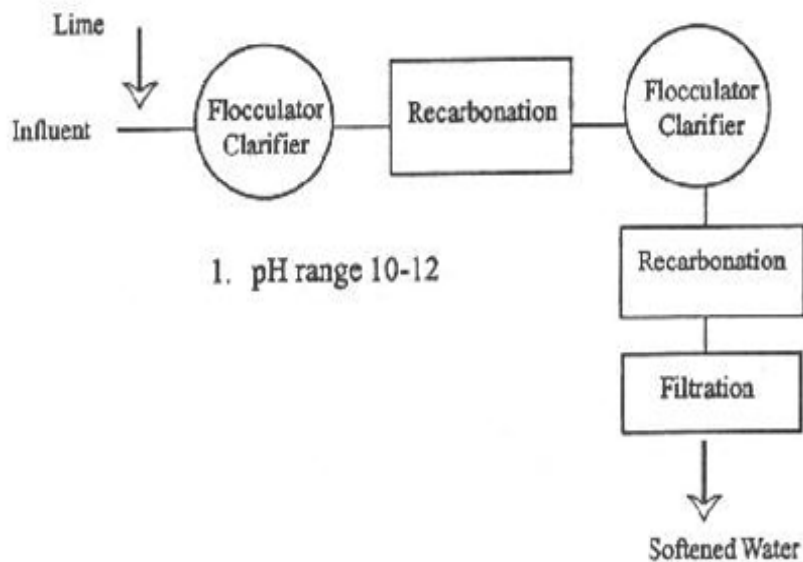 Lime
Influent
Flocculator
Clarifier
Recarbonation
Flocculator
Clarifier
1. pH range 10-12
Recarbonation
Filtration
Softened Water